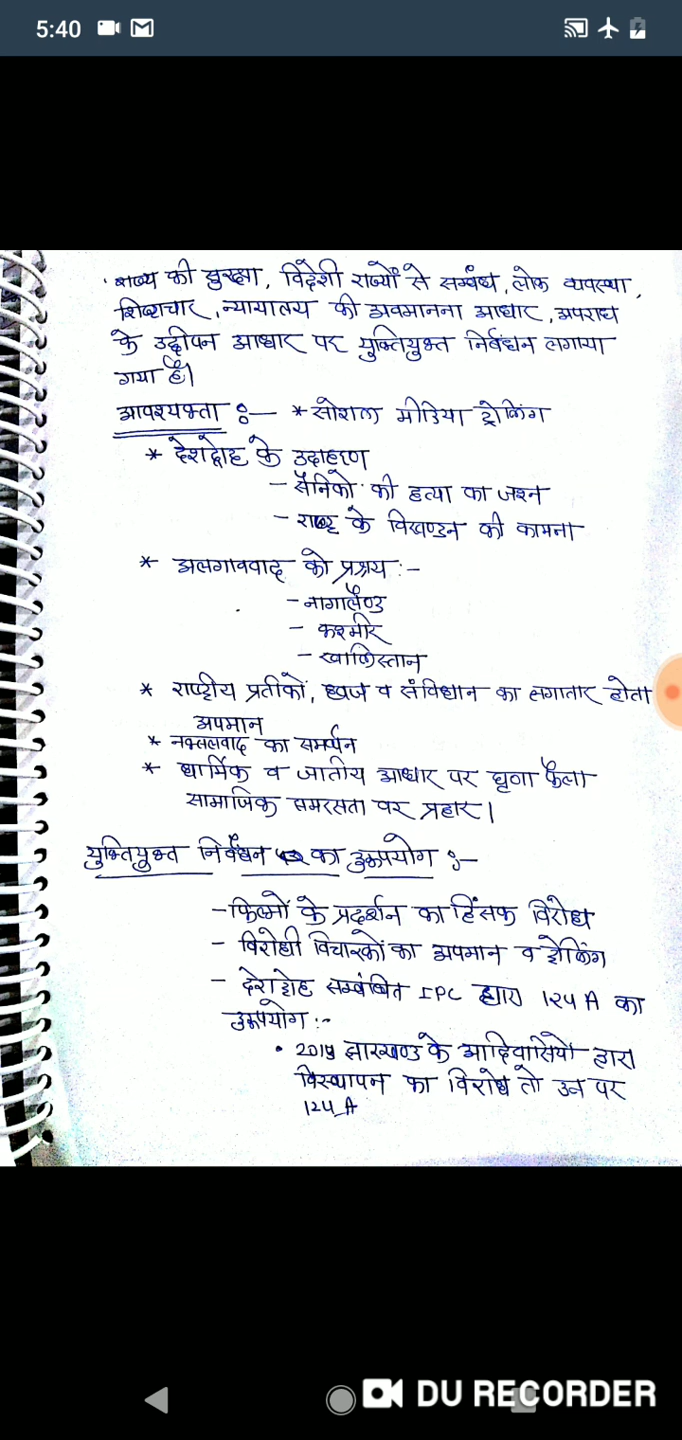 5:40
· राज्य की सुरक्षा, विदेशी राज्यों से सम्बंध, लोक व्यवस्था,
शिष्टाचार, न्यायालय की अवमानना आधार, अपराध
के उद्दीपन आधार पर युक्तियुक्त निर्बंधन लगाया
गया है।
आवश्यक्ता :— * सोशल मीडिया ट्रोलिंग
* देशद्रोह के उदाहरण
– सैनिको की हत्या का जश्न
– राष्ट्र के विखण्डन की कामना
* अलगाववाद को प्रश्रय :-
– नागालैण्ड
– कश्मीर
– खालिस्तान
* राष्ट्रीय प्रतीकों, ध्वज व संविधान का लगातार होता
अपमान
* नक्सलवाद का समर्थन
* धार्मिक व जातीय आधार पर घृणा फैला
सामाजिक समरसता पर प्रहार।
युक्तियुक्त निर्बंधन का दुरूपयोग :—
– फिल्मों के प्रदर्शन का हिंसक विरोध
– विरोधी विचारकों का अपमान व ट्रोलिंग
– देशद्रोह सम्बंधित IPC धारा 124 A का
दुरूपयोग :-
• झारखण्ड के आदिवासियों द्वारा
विस्थापन का विरोध तो उन पर
124 A
DU RECORDER